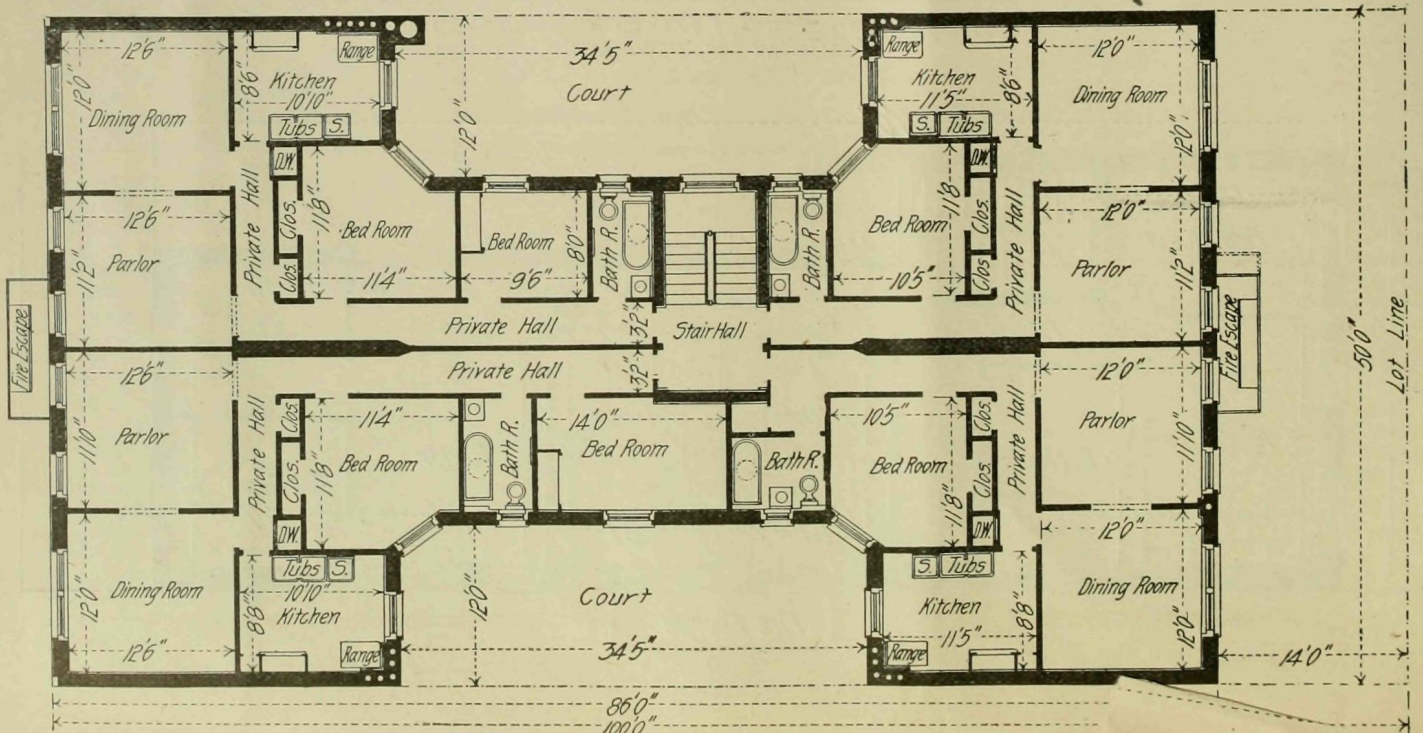 12'6"
Range
34'5"
Range
12'0"
12'0"
8'6"
Kitchen
10'10"
Court
Kitchen
11'5"
8'6"
Dining Room
12'0"
Dining Room
Tubs S.
S. Tubs
12'0"
D.W.
D.W.
12'6"
Parlor
11'2"
Private Hall
Clos.
Clos.
11'8"
Bed Room
11'4"
Bed Room
9'6"
8'0"
Bath R.
Bath R.
Bed Room
10'5"
11'8
Clos.
Clos
Private Hall
12'0"
Parlor
11'2"
Fire Escape
Private Hall
3'2"
Stair Hall
Fire Escape
50'0"
Lot Line
Private Hall
3'2"
12'6"
Parlor
11'10"
Private Hall
Clos.
Clos.
11'4"
11'8"
Bed Room
Bath R.
14'0"
Bed Room
Bath R.
10'5"
Bed Room
11'8"
Clos.
Clos.
Private Hall
12'0"
Parlor
11'10"
D.W.
D.W.
Tubs S.
S. Tubs
12'0"
Dining Room
12'0"
12'6"
10'10"
Kitchen
8'8"
Range
12'0"
Court
34'5"
Kitchen
11'5"
8'8"
Range
Dining Room
12'0"
14'0"
86'0"
100'0"